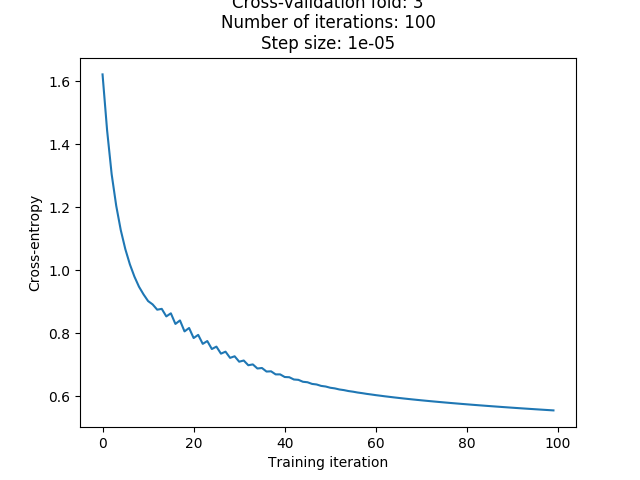 Cross-validation fold: 3
Number of iterations: 100
Step size: 1e-05
1.6
1.4
1.2
1.0
0.8
0.6
Cross-entropy
0 20 40 60 80 100
Training iteration